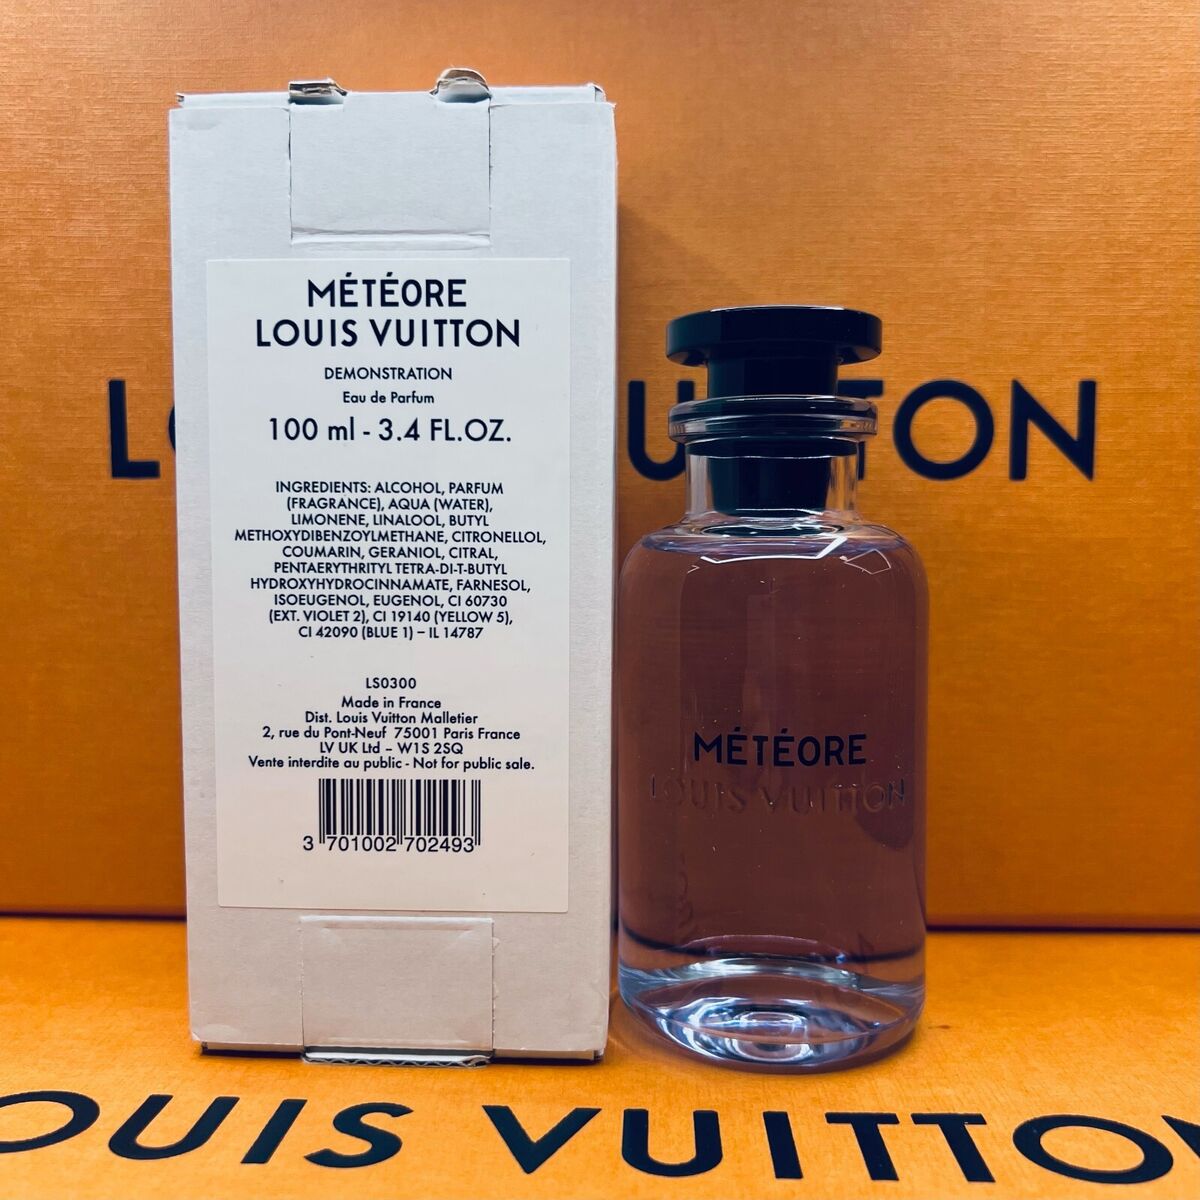 MÉTÉORE
LOUIS VUITTON
DEMONSTRATION
Eau de Parfum
100 ml - 3.4 FL.OZ.
INGREDIENTS: ALCOHOL, PARFUM
(FRAGRANCE), AQUA (WATER),
LIMONENE, LINALOOL, BUTYL
METHOXYDIBENZOYLMETHANE, CITRONELLOL,
COUMARIN, GERANIOL, CITRAL,
PENTAERYTHRITYL TETRA-DI-T-BUTYL
HYDROXYHYDROCINNAMATE, FARNESOL,
ISOEUGENOL, EUGENOL, CI 60730
(EXT. VIOLET 2), CI 19140 (YELLOW 5),
CI 42090 (BLUE 1) – IL 14787
LS0300
Made in France
Dist. Louis Vuitton Malletier
2, rue du Pont-Neuf 75001 Paris France
LV UK Ltd – W1S 2SQ
Vente interdite au public - Not for public sale.
3 701002 702493
MÉTÉORE
LOUIS VUITTON
LO U TON
LOUIS VUITTO